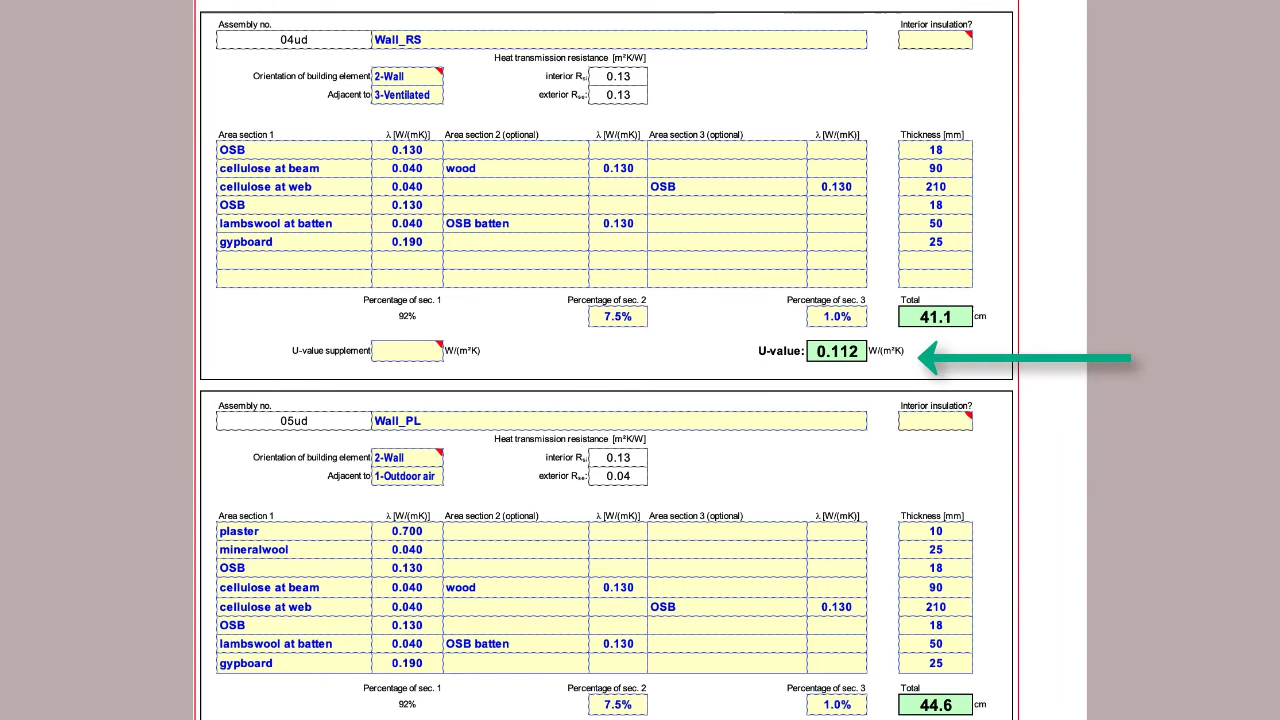 Assembly no. Interior insulation?
04ud Wall_RS
Heat transmission resistance [m²K/W]
Orientation of building element 2-Wall interior Rsi 0.13
Adjacent to 3-Ventilated exterior Rse: 0.13
Area section 1 λ [W/(mK)] Area section 2 (optional) λ [W/(mK)] Area section 3 (optional) λ [W/(mK)] Thickness [mm]
OSB 0.130 18
cellulose at beam 0.040 wood 0.130 90
cellulose at web 0.040 OSB 0.130 210
OSB 0.130 18
lambswool at batten 0.040 OSB batten 0.130 50
gypboard 0.190 25
Percentage of sec. 1 Percentage of sec. 2 Percentage of sec. 3 Total
92% 7.5% 1.0% 41.1 cm
U-value supplement W/(m²K) U-value: 0.112 W/(m²K)
Assembly no. Interior insulation?
05ud Wall_PL
Heat transmission resistance [m²K/W]
Orientation of building element 2-Wall interior Rsi 0.13
Adjacent to 1-Outdoor air exterior Rse: 0.04
Area section 1 λ [W/(mK)] Area section 2 (optional) λ [W/(mK)] Area section 3 (optional) λ [W/(mK)] Thickness [mm]
plaster 0.700 10
mineralwool 0.040 25
OSB 0.130 18
cellulose at beam 0.040 wood 0.130 90
cellulose at web 0.040 OSB 0.130 210
OSB 0.130 18
lambswool at batten 0.040 OSB batten 0.130 50
gypboard 0.190 25
Percentage of sec. 1 Percentage of sec. 2 Percentage of sec. 3 Total
92% 7.5% 1.0% 44.6 cm